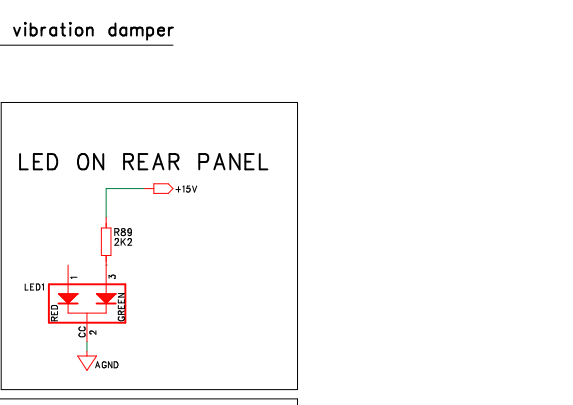 vibration damper
LED ON REAR PANEL
+15V
R89
2K2
1
3
LED1
RED
GREEN
CC
2
AGND